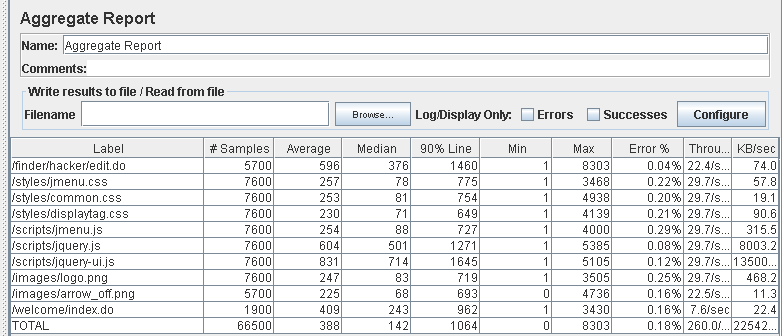 Aggregate Report
Name: Aggregate Report
Comments:
Write results to file / Read from file
Filename Browse... Log/Display Only: Errors Successes Configure
Label # Samples Average Median 90% Line Min Max Error % Throu... KB/sec
/finder/hacker/edit.do 5700 596 376 1460 1 8303 0.04% 22.4/s... 74.0
/styles/jmenu.css 7600 257 78 775 1 3468 0.22% 29.7/s... 57.8
/styles/common.css 7600 253 81 754 1 4938 0.20% 29.7/s... 19.1
/styles/displaytag.css 7600 230 71 649 1 4139 0.21% 29.7/s... 90.6
/scripts/jmenu.js 7600 254 88 727 1 4000 0.29% 29.7/s... 315.5
/scripts/jquery.js 7600 604 501 1271 1 5385 0.08% 29.7/s... 8003.2
/scripts/jquery-ui.js 7600 831 714 1645 1 5105 0.12% 29.7/s... 13500...
/images/logo.png 7600 247 83 719 1 3505 0.25% 29.7/s... 468.2
/images/arrow_off.png 5700 225 68 693 0 4736 0.16% 22.5/s... 11.3
/welcome/index.do 1900 409 243 962 1 3430 0.16% 7.6/sec 22.4
TOTAL 66500 388 142 1064 0 8303 0.18% 260.0/... 22542...